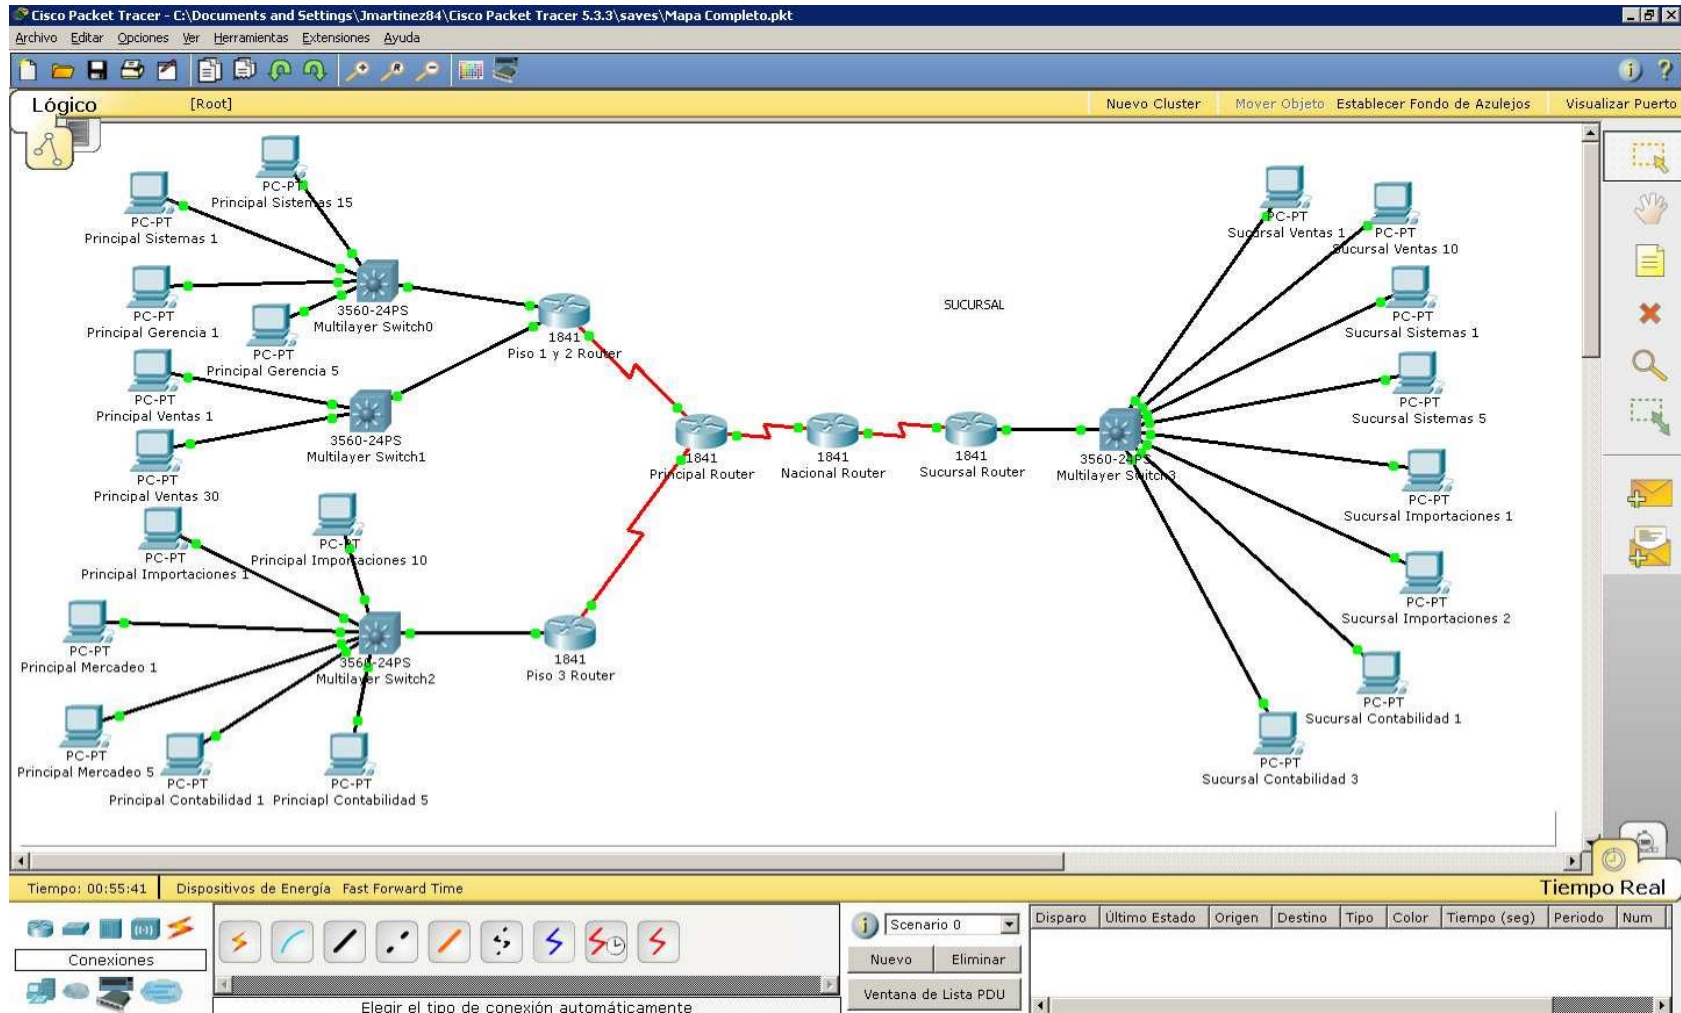 Cisco Packet Tracer - C:\Documents and Settings\Jmartinez84\Cisco Packet Tracer 5.3.3\saves\Mapa Completo.pkt
Archivo Editar Opciones Ver Herramientas Extensiones Ayuda
Lógico [Root] Nuevo Cluster Mover Objeto Establecer Fondo de Azulejos Visualizar Puerto
PC-PT
Principal Sistemas 15
PC-PT
Principal Sistemas 1
PC-PT
Principal Gerencia 1
PC-PT
Principal Gerencia 5
3560-24PS
Multilayer Switch0
1841
Piso 1 y 2 Router
PC-PT
Principal Ventas 1
3560-24PS
Multilayer Switch1
PC-PT
Principal Ventas 30
PC-PT
Principal Importaciones 1
PC-PT
Principal Importaciones 10
PC-PT
Principal Mercadeo 1
3560-24PS
Multilayer Switch2
1841
Piso 3 Router
PC-PT
Principal Mercadeo 5
PC-PT
Principal Contabilidad 1
PC-PT
Princiapl Contabilidad 5
1841
Principal Router
1841
Nacional Router
1841
Sucursal Router
3560-24PS
Multilayer Switch3
SUCURSAL
PC-PT
Sucursal Ventas 1
PC-PT
Sucursal Ventas 10
PC-PT
Sucursal Sistemas 1
PC-PT
Sucursal Sistemas 5
PC-PT
Sucursal Importaciones 1
PC-PT
Sucursal Importaciones 2
PC-PT
Sucursal Contabilidad 1
PC-PT
Sucursal Contabilidad 3
Tiempo: 00:55:41 Dispositivos de Energía Fast Forward Time Tiempo Real
Conexiones
Elegir el tipo de conexión automáticamente
Scenario 0
Nuevo Eliminar
Ventana de Lista PDU
Disparo Último Estado Origen Destino Tipo Color Tiempo (seg) Periodo Num